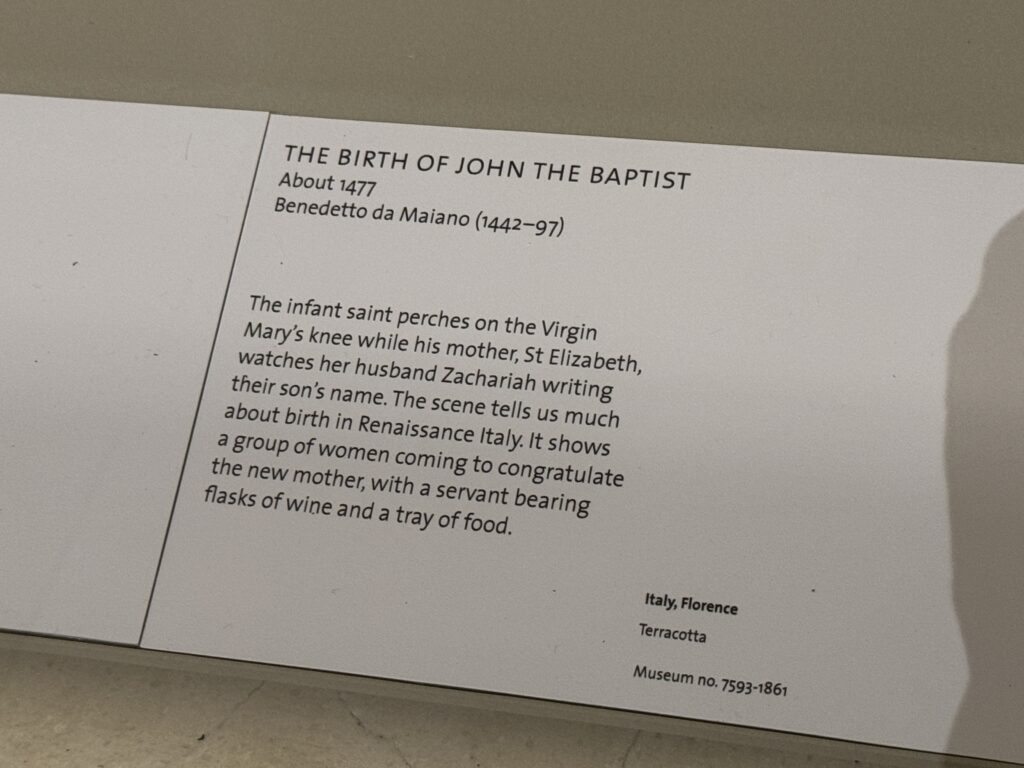 THE BIRTH OF JOHN THE BAPTIST
About 1477
Benedetto da Maiano (1442–97)
The infant saint perches on the Virgin
Mary's knee while his mother, St Elizabeth,
watches her husband Zachariah writing
their son's name. The scene tells us much
about birth in Renaissance Italy. It shows
a group of women coming to congratulate
the new mother, with a servant bearing
flasks of wine and a tray of food.
Italy, Florence
Terracotta
Museum no. 7593-1861